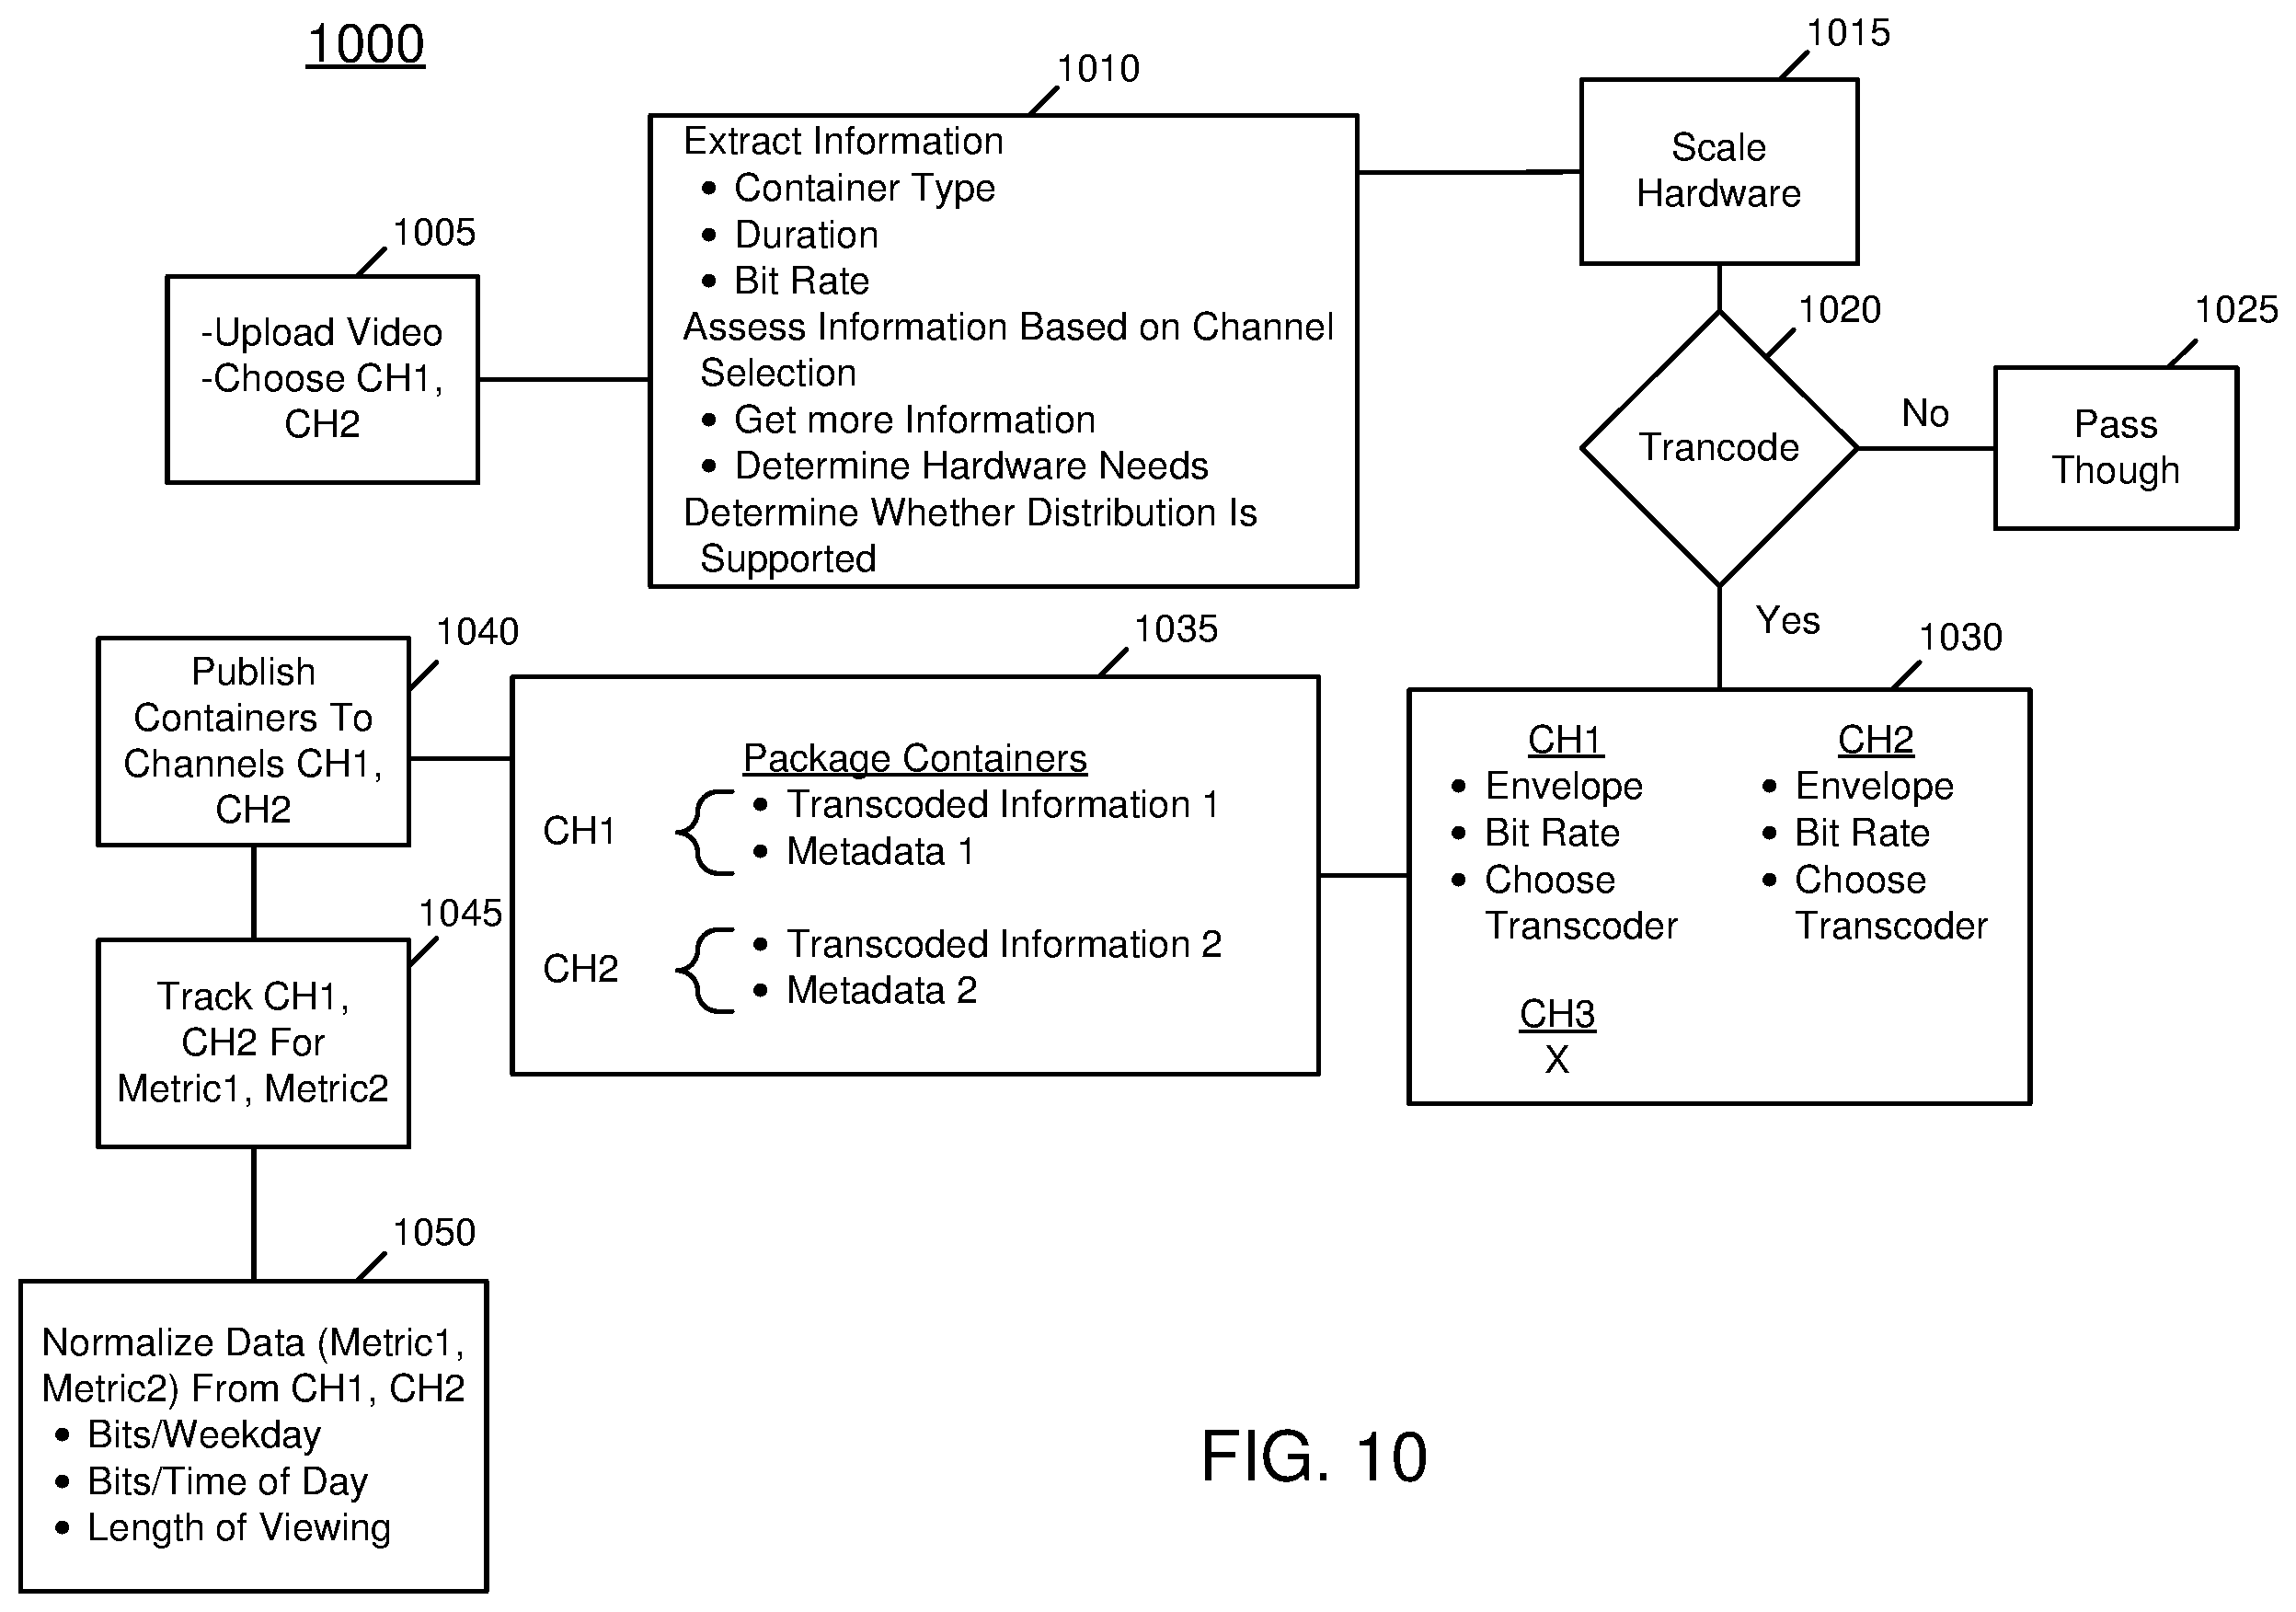 1000
1005
-Upload Video
-Choose CH1,
CH2
1010
Extract Information
• Container Type
• Duration
• Bit Rate
Assess Information Based on Channel
Selection
• Get more Information
• Determine Hardware Needs
Determine Whether Distribution Is
Supported
1015
Scale
Hardware
1020
Trancode
No
1025
Pass
Though
Yes
1030
CH1
• Envelope
• Bit Rate
• Choose
Transcoder
CH2
• Envelope
• Bit Rate
• Choose
Transcoder
CH3
X
1035
Package Containers
CH1
• Transcoded Information 1
• Metadata 1
CH2
• Transcoded Information 2
• Metadata 2
1040
Publish
Containers To
Channels CH1,
CH2
1045
Track CH1,
CH2 For
Metric1, Metric2
1050
Normalize Data (Metric1,
Metric2) From CH1, CH2
• Bits/Weekday
• Bits/Time of Day
• Length of Viewing
FIG. 10